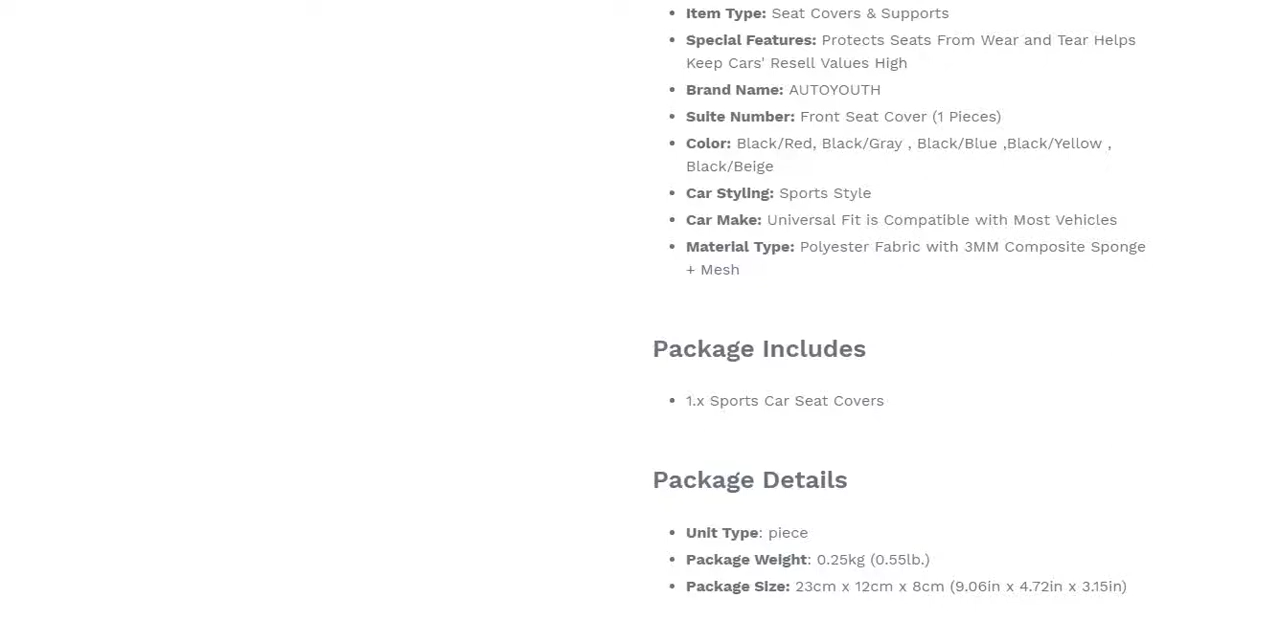 • Item Type: Seat Covers & Supports
• Special Features: Protects Seats From Wear and Tear Helps
Keep Cars' Resell Values High
• Brand Name: AUTOYOUTH
• Suite Number: Front Seat Cover (1 Pieces)
• Color: Black/Red, Black/Gray , Black/Blue ,Black/Yellow ,
Black/Beige
• Car Styling: Sports Style
• Car Make: Universal Fit is Compatible with Most Vehicles
• Material Type: Polyester Fabric with 3MM Composite Sponge
+ Mesh
Package Includes
• 1.x Sports Car Seat Covers
Package Details
• Unit Type: piece
• Package Weight: 0.25kg (0.55lb.)
• Package Size: 23cm x 12cm x 8cm (9.06in x 4.72in x 3.15in)